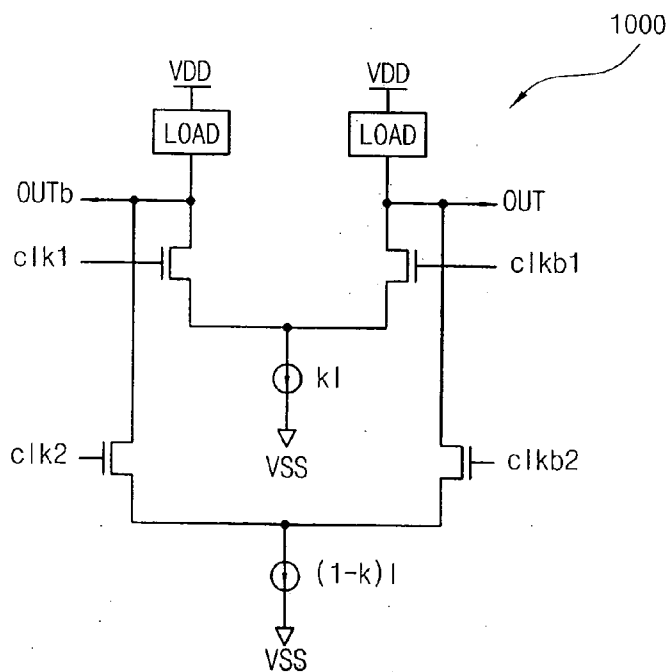 1000
VDD VDD
LOAD LOAD
OUTb OUT
clk1 clkb1
kI
VSS
clk2 clkb2
(1-k)I
VSS